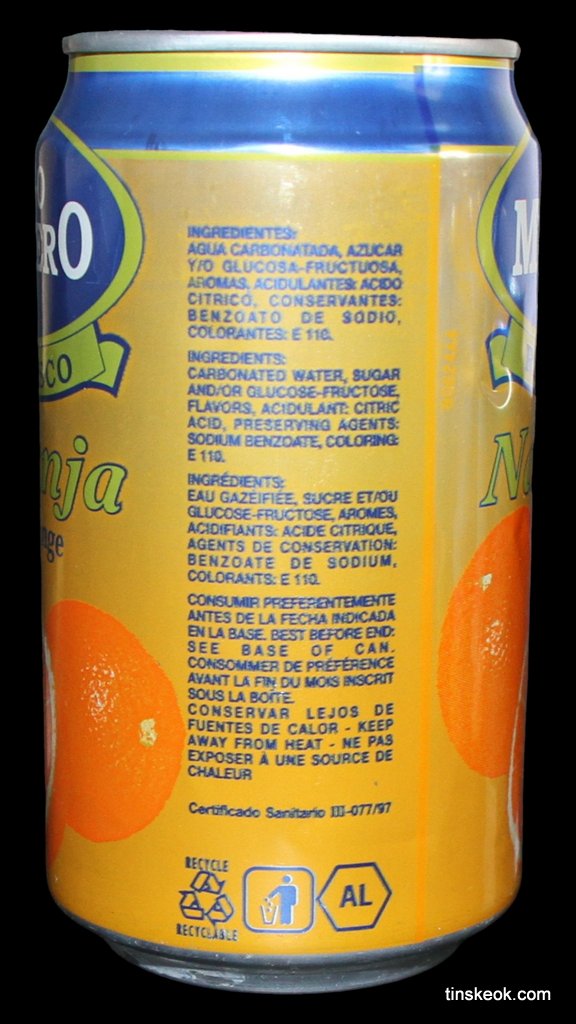 INGREDIENTES:
AGUA CARBONATADA, AZUCAR
Y/O GLUCOSA-FRUCTUOSA,
AROMAS, ACIDULANTES: ACIDO
CITRICO, CONSERVANTES:
BENZOATO DE SODIO,
COLORANTES: E 110.
INGREDIENTS:
CARBONATED WATER, SUGAR
AND/OR GLUCOSE-FRUCTOSE,
FLAVORS, ACIDULANT: CITRIC
ACID, PRESERVING AGENTS:
SODIUM BENZOATE, COLORING:
E 110.
INGRÉDIENTS:
EAU GAZÉIFIÉE, SUCRE ET/OU
GLUCOSE-FRUCTOSE, AROMES,
ACIDIFIANTS: ACIDE CITRIQUE,
AGENTS DE CONSERVATION:
BENZOATE DE SODIUM,
COLORANTS: E 110.
CONSUMIR PREFERENTEMENTE
ANTES DE LA FECHA INDICADA
EN LA BASE. BEST BEFORE END:
SEE BASE OF CAN.
CONSOMMER DE PRÉFÉRENCE
AVANT LA FIN DU MOIS INSCRIT
SOUS LA BOÎTE.
CONSERVAR LEJOS DE
FUENTES DE CALOR - KEEP
AWAY FROM HEAT - NE PAS
EXPOSER À UNE SOURCE DE
CHALEUR
Certificado Sanitario III-077/97
RECYCLE
RECYCLABLE
AL
O
ERO
SCO
nja
nge
M
N
tinskeok.com